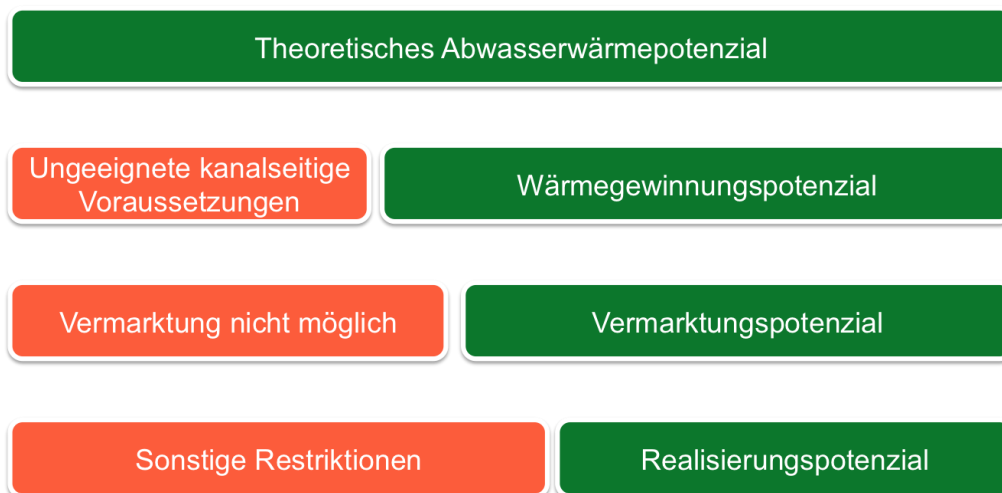 Theoretisches Abwasserwärmepotenzial
Ungeeignete kanalseitige
Voraussetzungen
Wärmegewinnungspotenzial
Vermarktung nicht möglich
Vermarktungspotenzial
Sonstige Restriktionen
Realisierungspotenzial